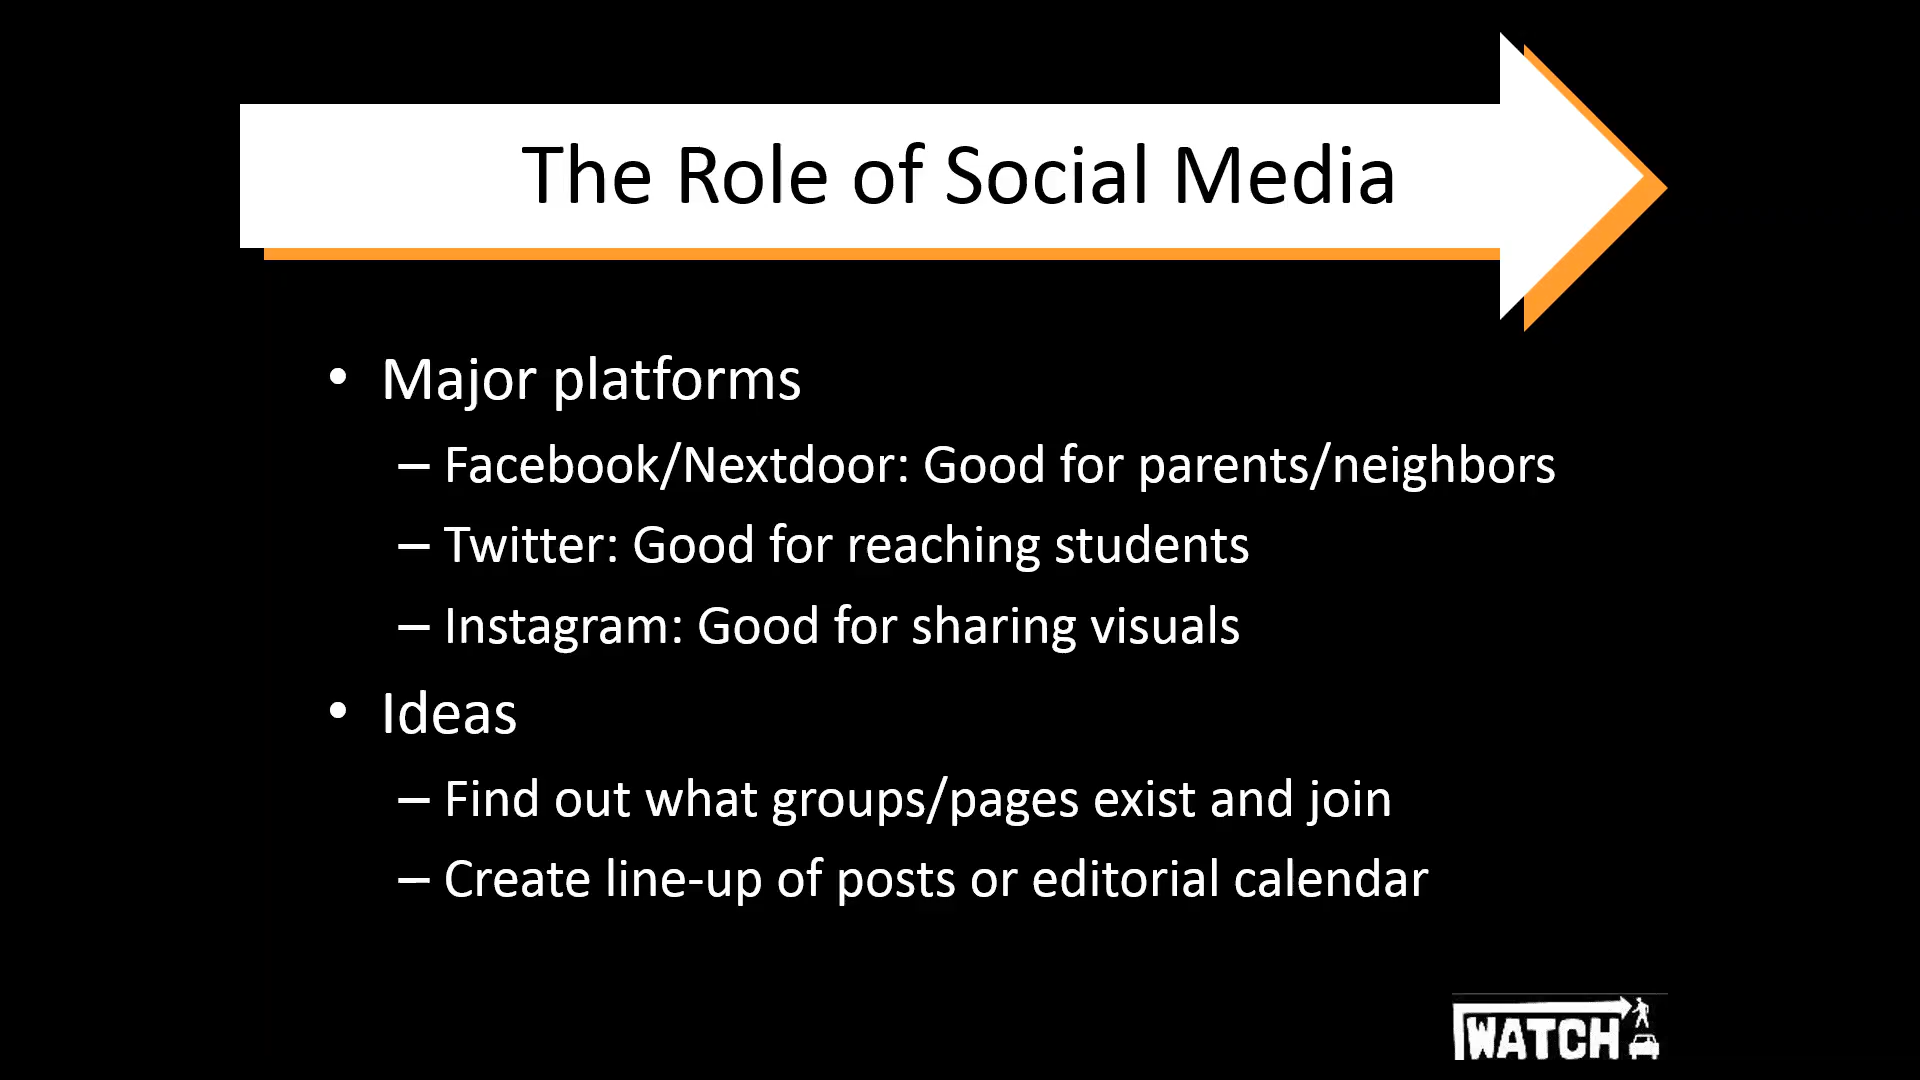 The Role of Social Media
• Major platforms
– Facebook/Nextdoor: Good for parents/neighbors
– Twitter: Good for reaching students
– Instagram: Good for sharing visuals
• Ideas
– Find out what groups/pages exist and join
– Create line-up of posts or editorial calendar
WATCH